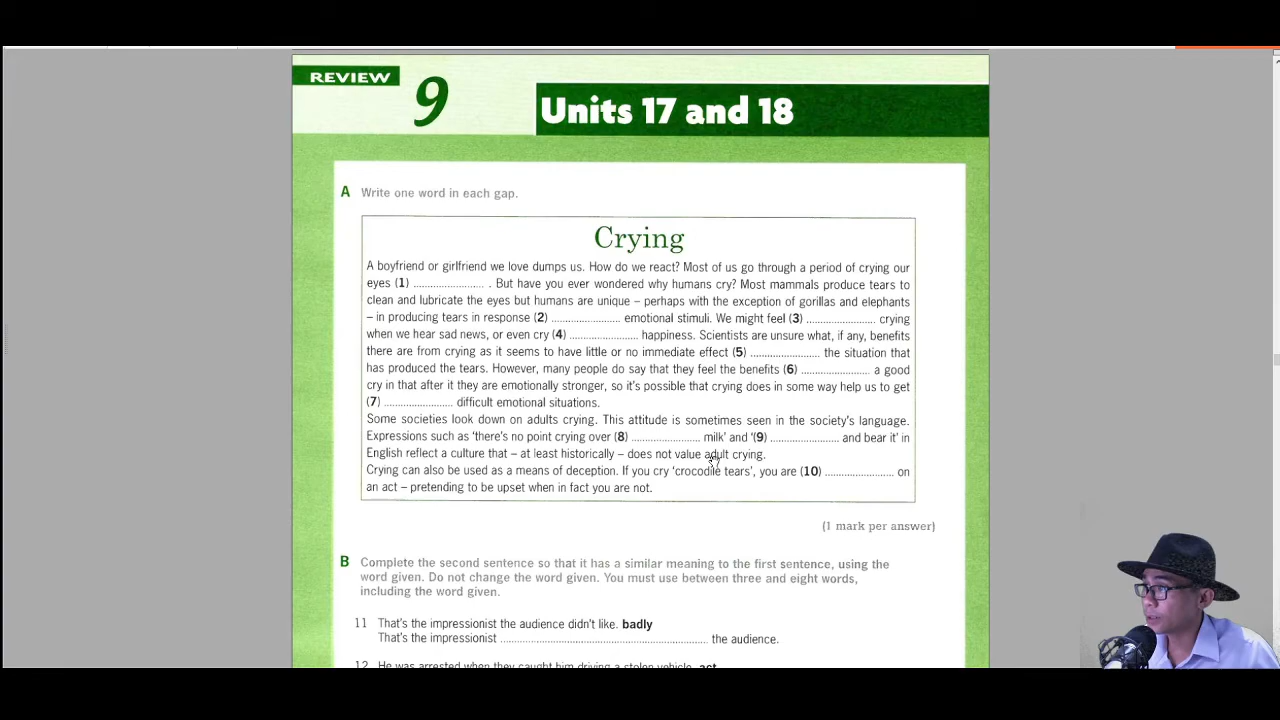 REVIEW
9
Units 17 and 18
A Write one word in each gap.
Crying
A boyfriend or girlfriend we love dumps us. How do we react? Most of us go through a period of crying our
eyes (1) ........................ . But have you ever wondered why humans cry? Most mammals produce tears to
clean and lubricate the eyes but humans are unique – perhaps with the exception of gorillas and elephants
– in producing tears in response (2) ........................ emotional stimuli. We might feel (3) ........................ crying
when we hear sad news, or even cry (4) ........................ happiness. Scientists are unsure what, if any, benefits
there are from crying as it seems to have little or no immediate effect (5) ........................ the situation that
has produced the tears. However, many people do say that they feel the benefits (6) ........................ a good
cry in that after it they are emotionally stronger, so it's possible that crying does in some way help us to get
(7) ........................ difficult emotional situations.
Some societies look down on adults crying. This attitude is sometimes seen in the society's language.
Expressions such as 'there's no point crying over (8) ........................ milk' and '(9) ........................ and bear it' in
English reflect a culture that – at least historically – does not value adult crying.
Crying can also be used as a means of deception. If you cry 'crocodile tears', you are (10) ........................ on
an act – pretending to be upset when in fact you are not.
(1 mark per answer)
B Complete the second sentence so that it has a similar meaning to the first sentence, using the
word given. Do not change the word given. You must use between three and eight words,
including the word given.
11 That's the impressionist the audience didn't like. badly
That's the impressionist ........................................................................ the audience.
12 He was arrested when they caught him driving a stolen vehicle. act